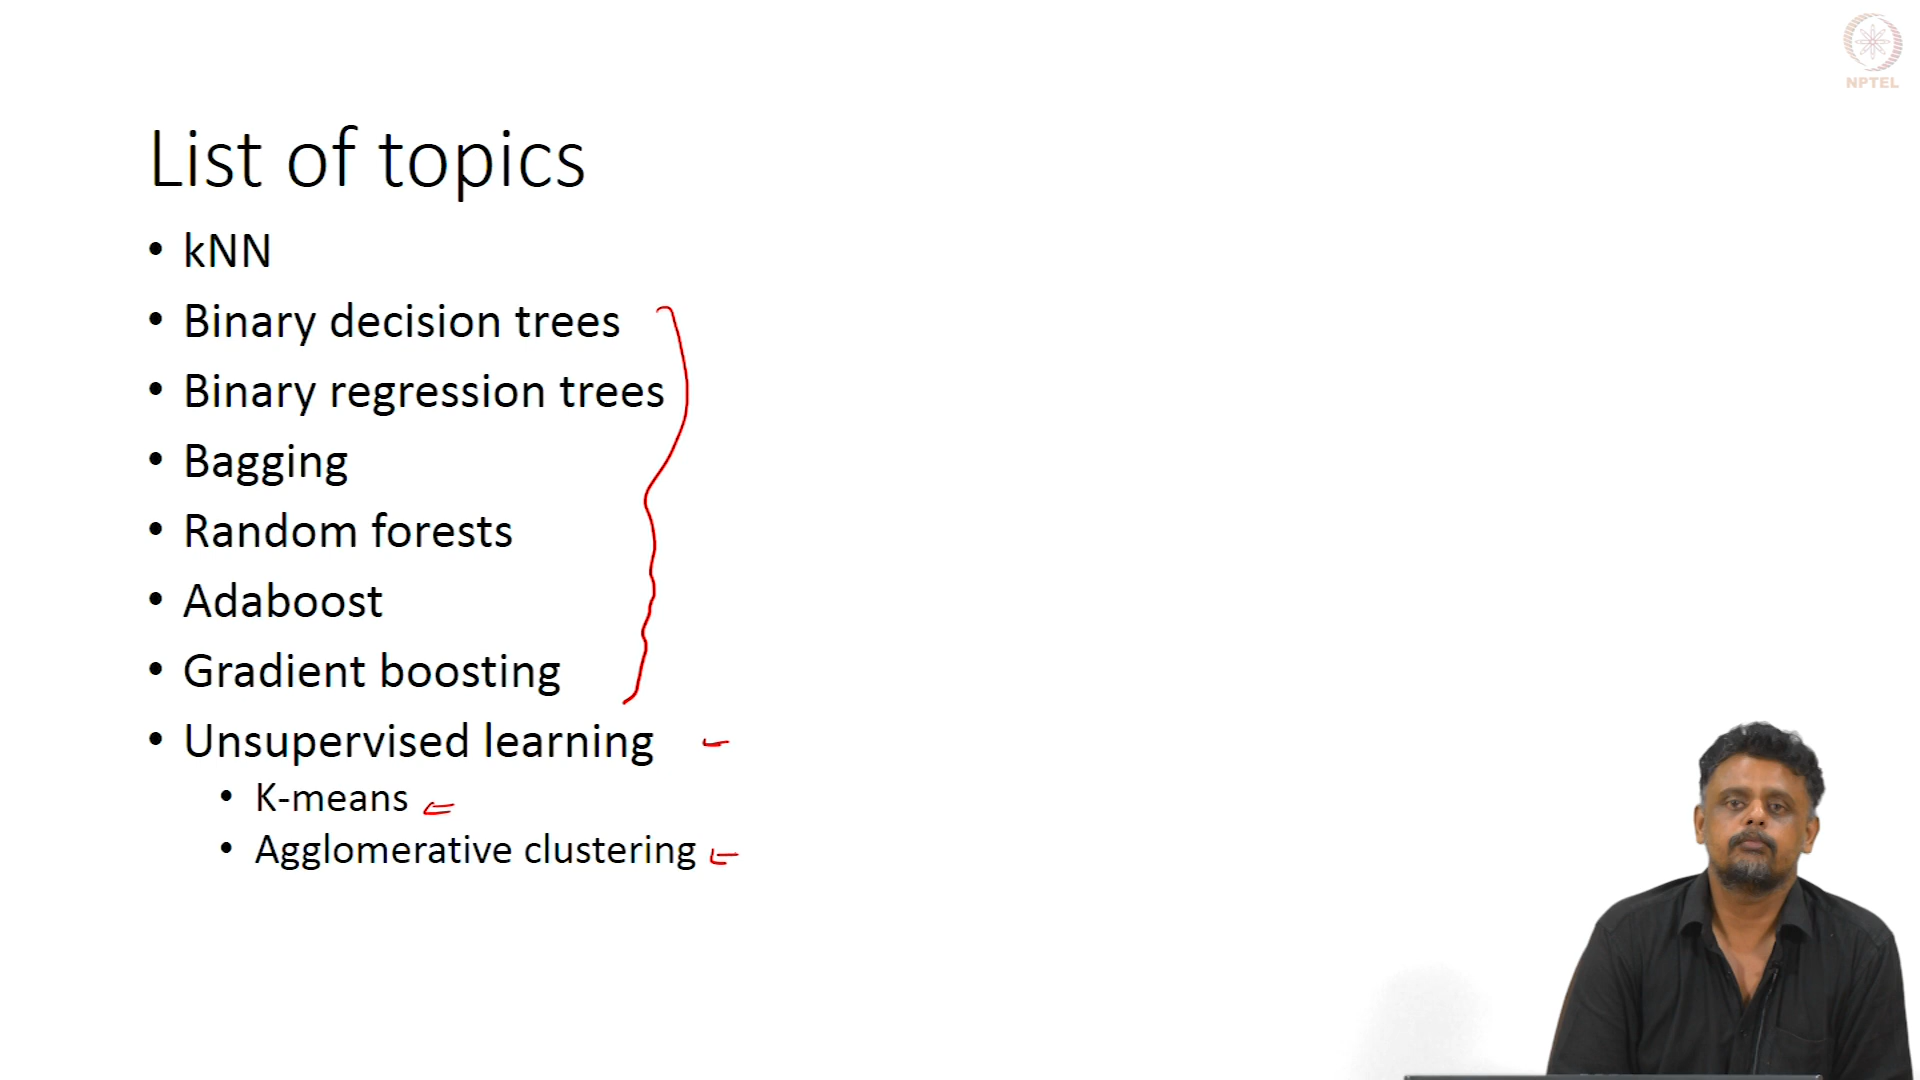 NPTEL
List of topics
• kNN
• Binary decision trees
• Binary regression trees
• Bagging
• Random forests
• Adaboost
• Gradient boosting
• Unsupervised learning
• K-means
• Agglomerative clustering